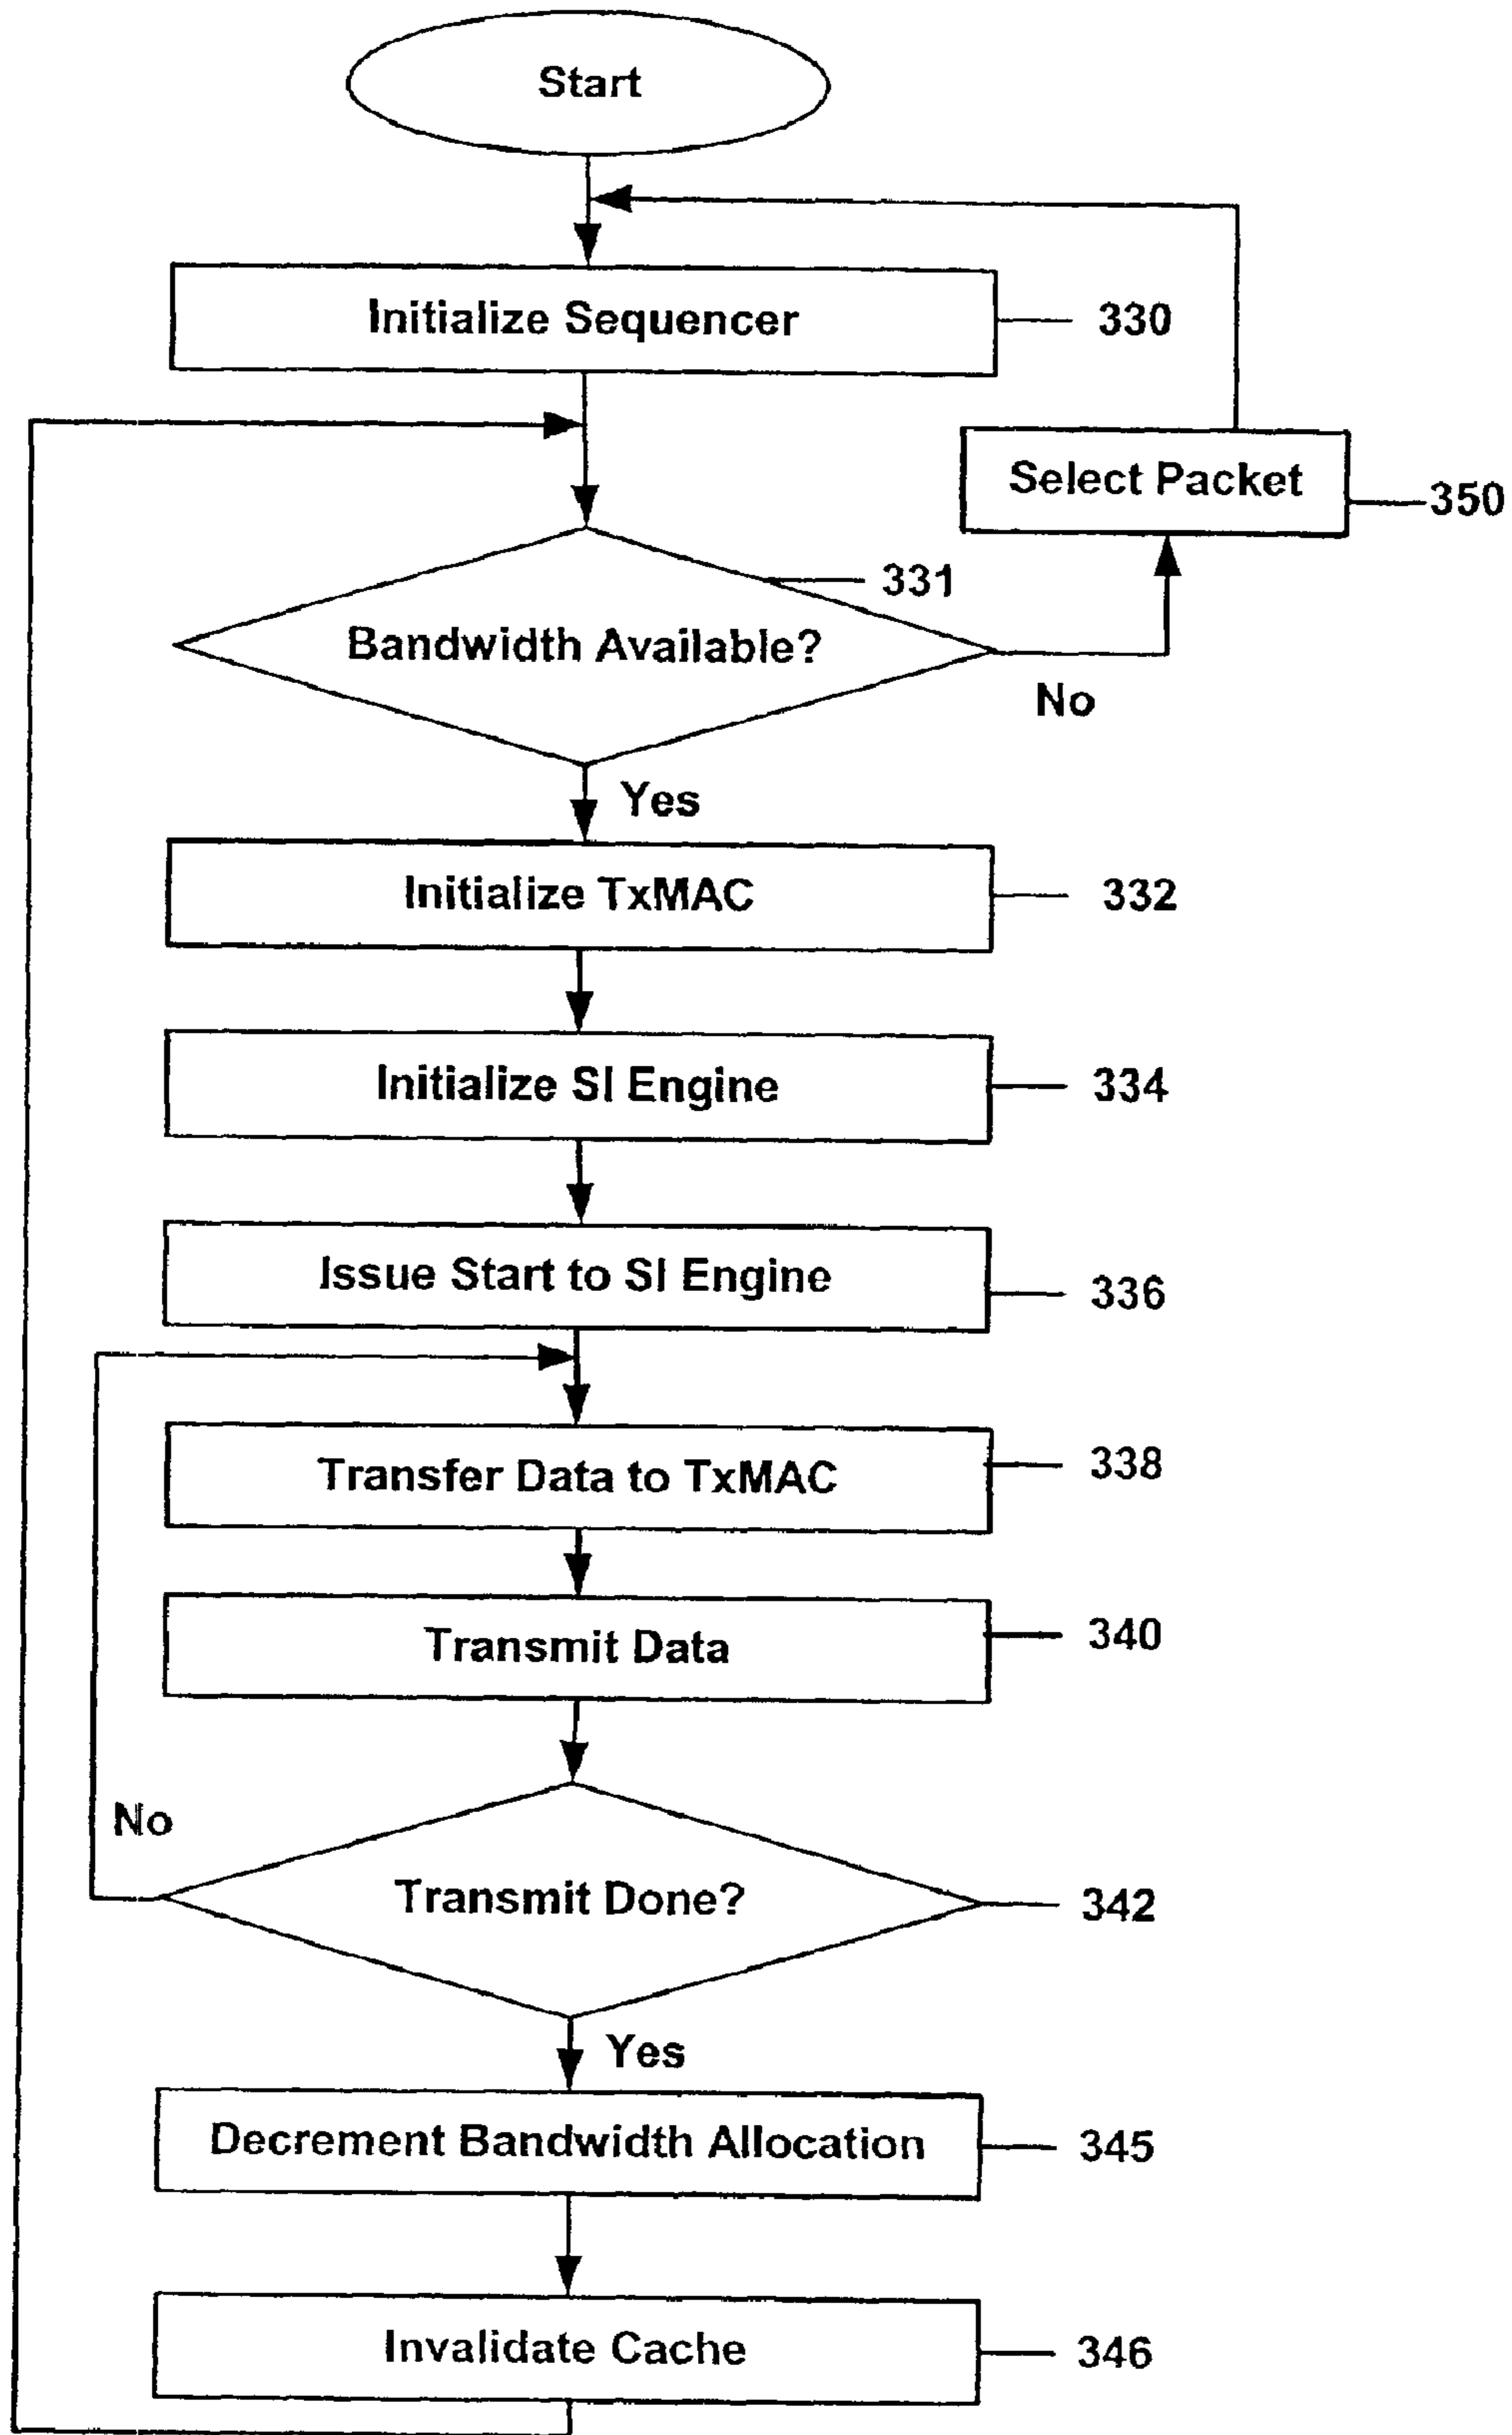 Start
Initialize Sequencer
330
Select Packet
350
331
Bandwidth Available?
No
Yes
Initialize TxMAC
332
Initialize SI Engine
334
Issue Start to SI Engine
336
Transfer Data to TxMAC
338
Transmit Data
340
No
Transmit Done?
342
Yes
Decrement Bandwidth Allocation
345
Invalidate Cache
346